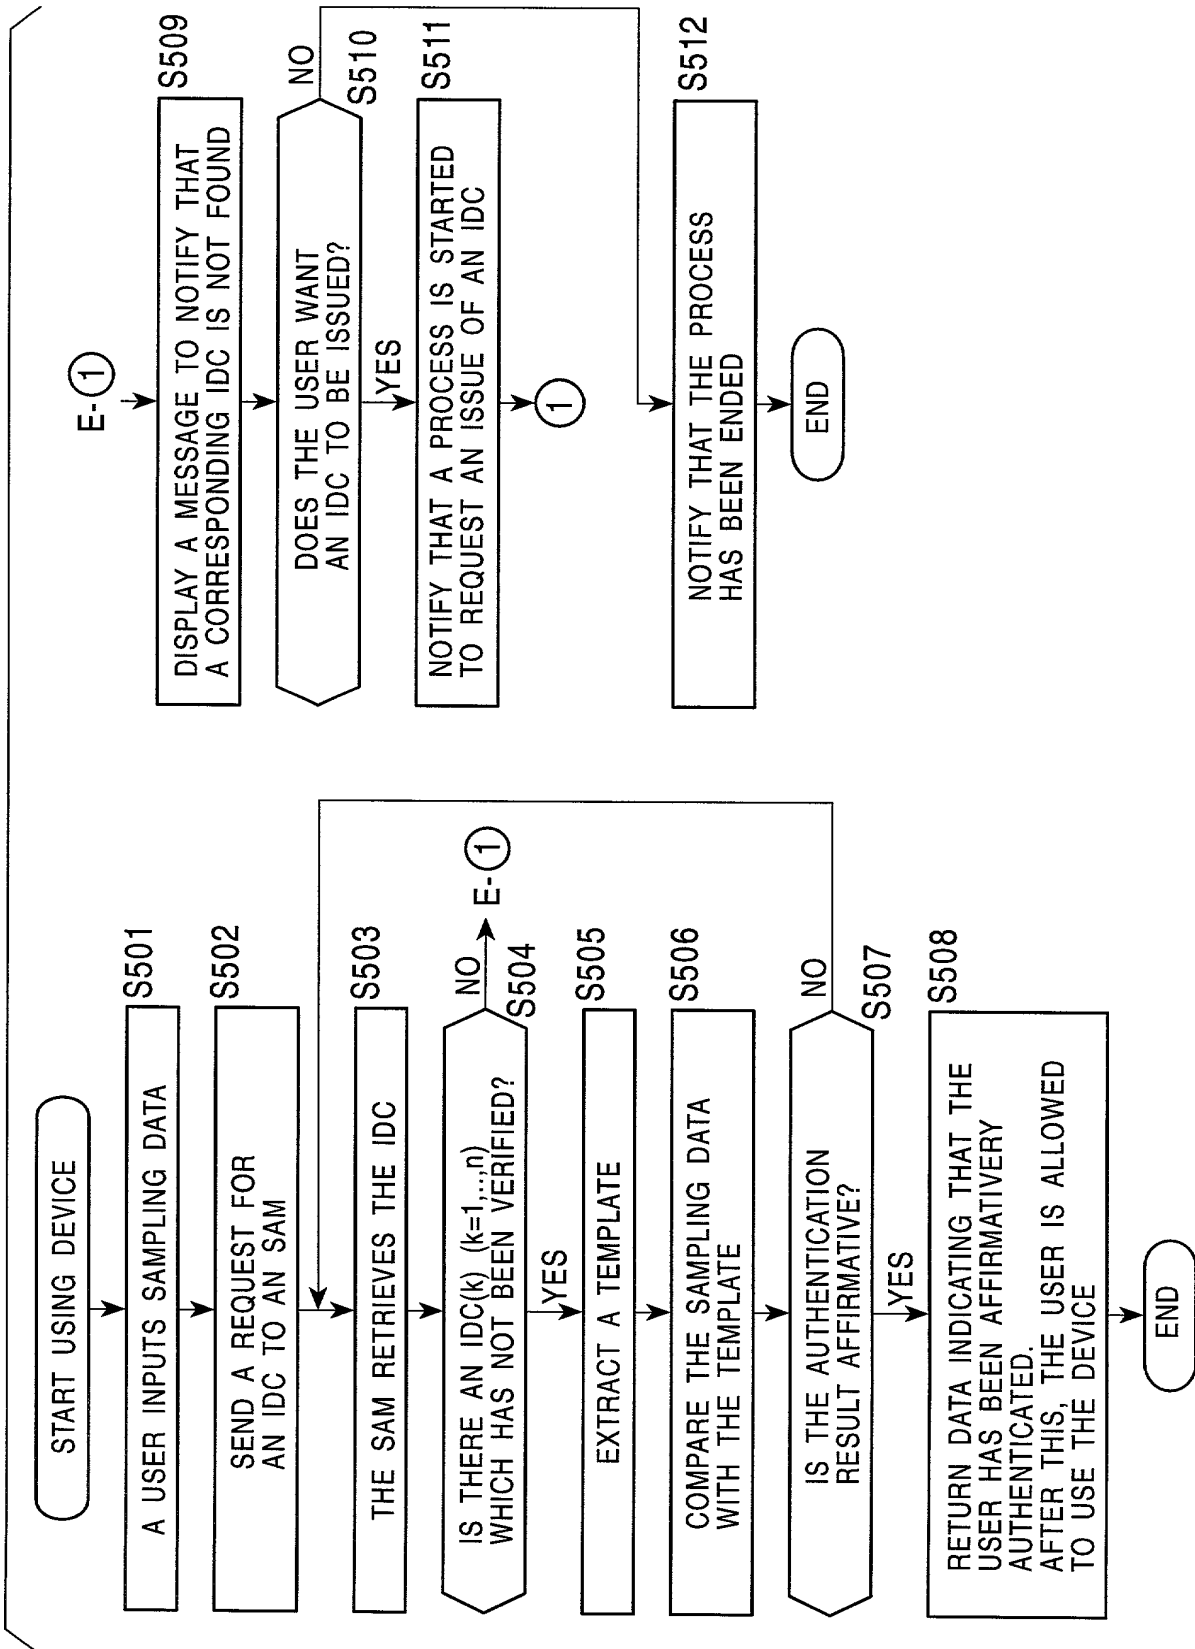 START USING DEVICE
S501
A USER INPUTS SAMPLING DATA
S502
SEND A REQUEST FOR
AN IDC TO AN SAM
S503
THE SAM RETRIEVES THE IDC
IS THERE AN IDC(k) (k=1,..,n)
WHICH HAS NOT BEEN VERIFIED?
NO
E-1
S504
YES
S505
EXTRACT A TEMPLATE
S506
COMPARE THE SAMPLING DATA
WITH THE TEMPLATE
IS THE AUTHENTICATION
RESULT AFFIRMATIVE?
NO
S507
YES
S508
RETURN DATA INDICATING THAT THE
USER HAS BEEN AFFIRMATIVERY
AUTHENTICATED.
AFTER THIS, THE USER IS ALLOWED
TO USE THE DEVICE
END
E-1
S509
DISPLAY A MESSAGE TO NOTIFY THAT
A CORRESPONDING IDC IS NOT FOUND
DOES THE USER WANT
AN IDC TO BE ISSUED?
NO
S510
YES
S511
NOTIFY THAT A PROCESS IS STARTED
TO REQUEST AN ISSUE OF AN IDC
1
S512
NOTIFY THAT THE PROCESS
HAS BEEN ENDED
END